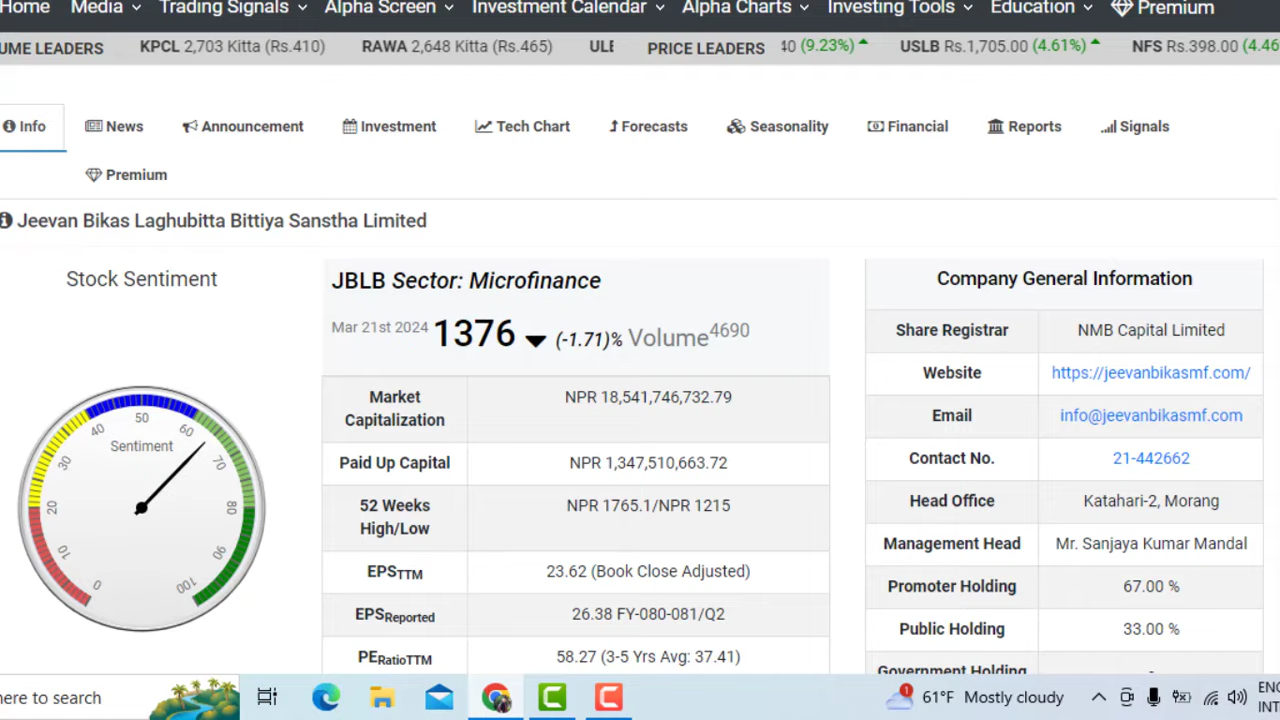 Home Media Trading Signals Alpha Screen Investment Calendar Alpha Charts Investing Tools Education Premium
UME LEADERS KPCL 2,703 Kitta (Rs.410) RAWA 2,648 Kitta (Rs.465) PRICE LEADERS (9.23%) USLB Rs.1,705.00 (4.61%) NFS Rs.398.00 (4.46
Info News Announcement Investment Tech Chart Forecasts Seasonality Financial Reports Signals
Premium
Jeevan Bikas Laghubitta Bittiya Sanstha Limited
Stock Sentiment
Sentiment
0
10
20
30
40
50
60
70
80
90
100
JBLB Sector: Microfinance
Mar 21st 2024 1376 (-1.71)% Volume4690
Market Capitalization NPR 18,541,746,732.79
Paid Up Capital NPR 1,347,510,663.72
52 Weeks High/Low NPR 1765.1/NPR 1215
EPSTTM 23.62 (Book Close Adjusted)
EPSReported 26.38 FY-080-081/Q2
PERatioTTM 58.27 (3-5 Yrs Avg: 37.41)
Company General Information
Share Registrar NMB Capital Limited
Website https://jeevanbikasmf.com/
Email info@jeevanbikasmf.com
Contact No. 21-442662
Head Office Katahari-2, Morang
Management Head Mr. Sanjaya Kumar Mandal
Promoter Holding 67.00 %
Public Holding 33.00 %
Government Holding -
here to search 1 61°F Mostly cloudy ENG
INT